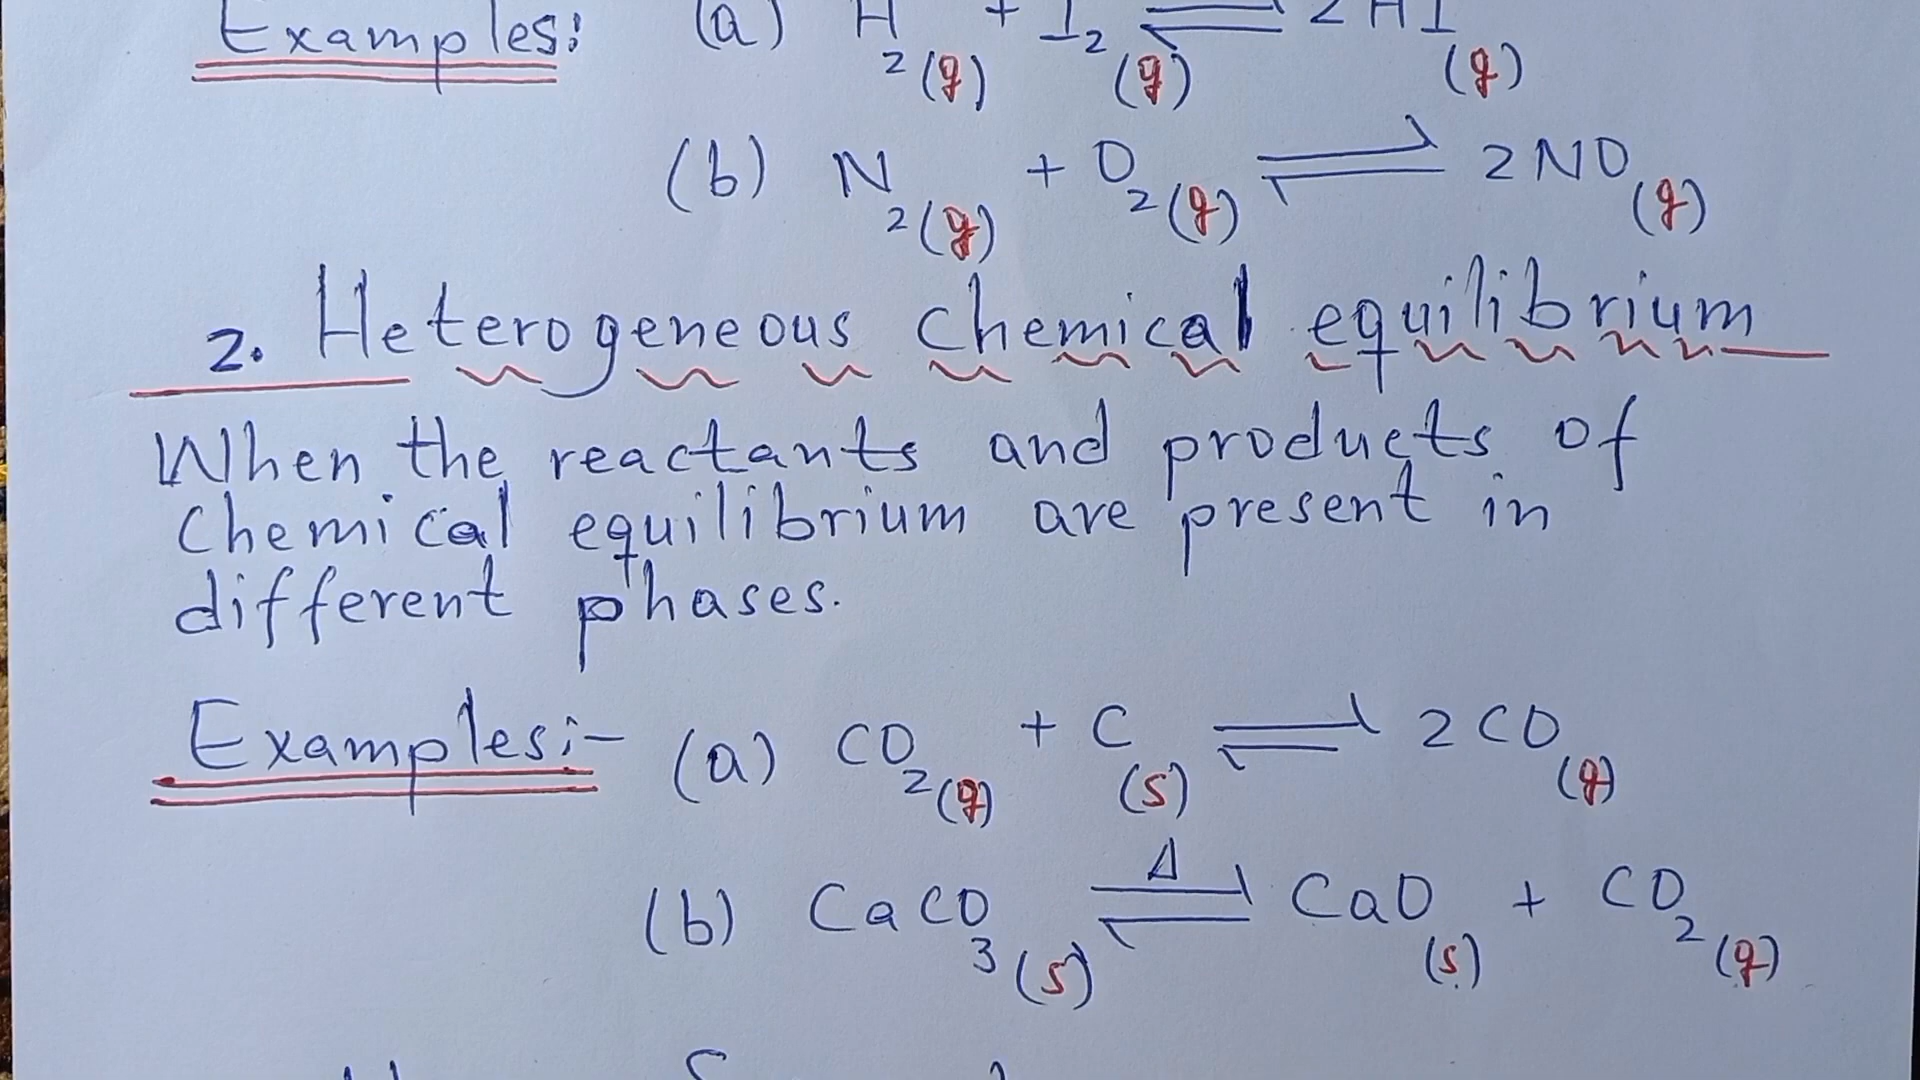 Examples: (a) H2(g) + I2(g) ⇌ 2HI(g)
(b) N2(g) + O2(g) ⇌ 2NO(g)
2. Heterogeneous chemical equilibrium
When the reactants and products of
chemical equilibrium are present in
different phases.
Examples:- (a) CO2(g) + C(s) ⇌ 2CO(g)
(b) CaCO3(s) ⇌ Δ CaO(s) + CO2(g)